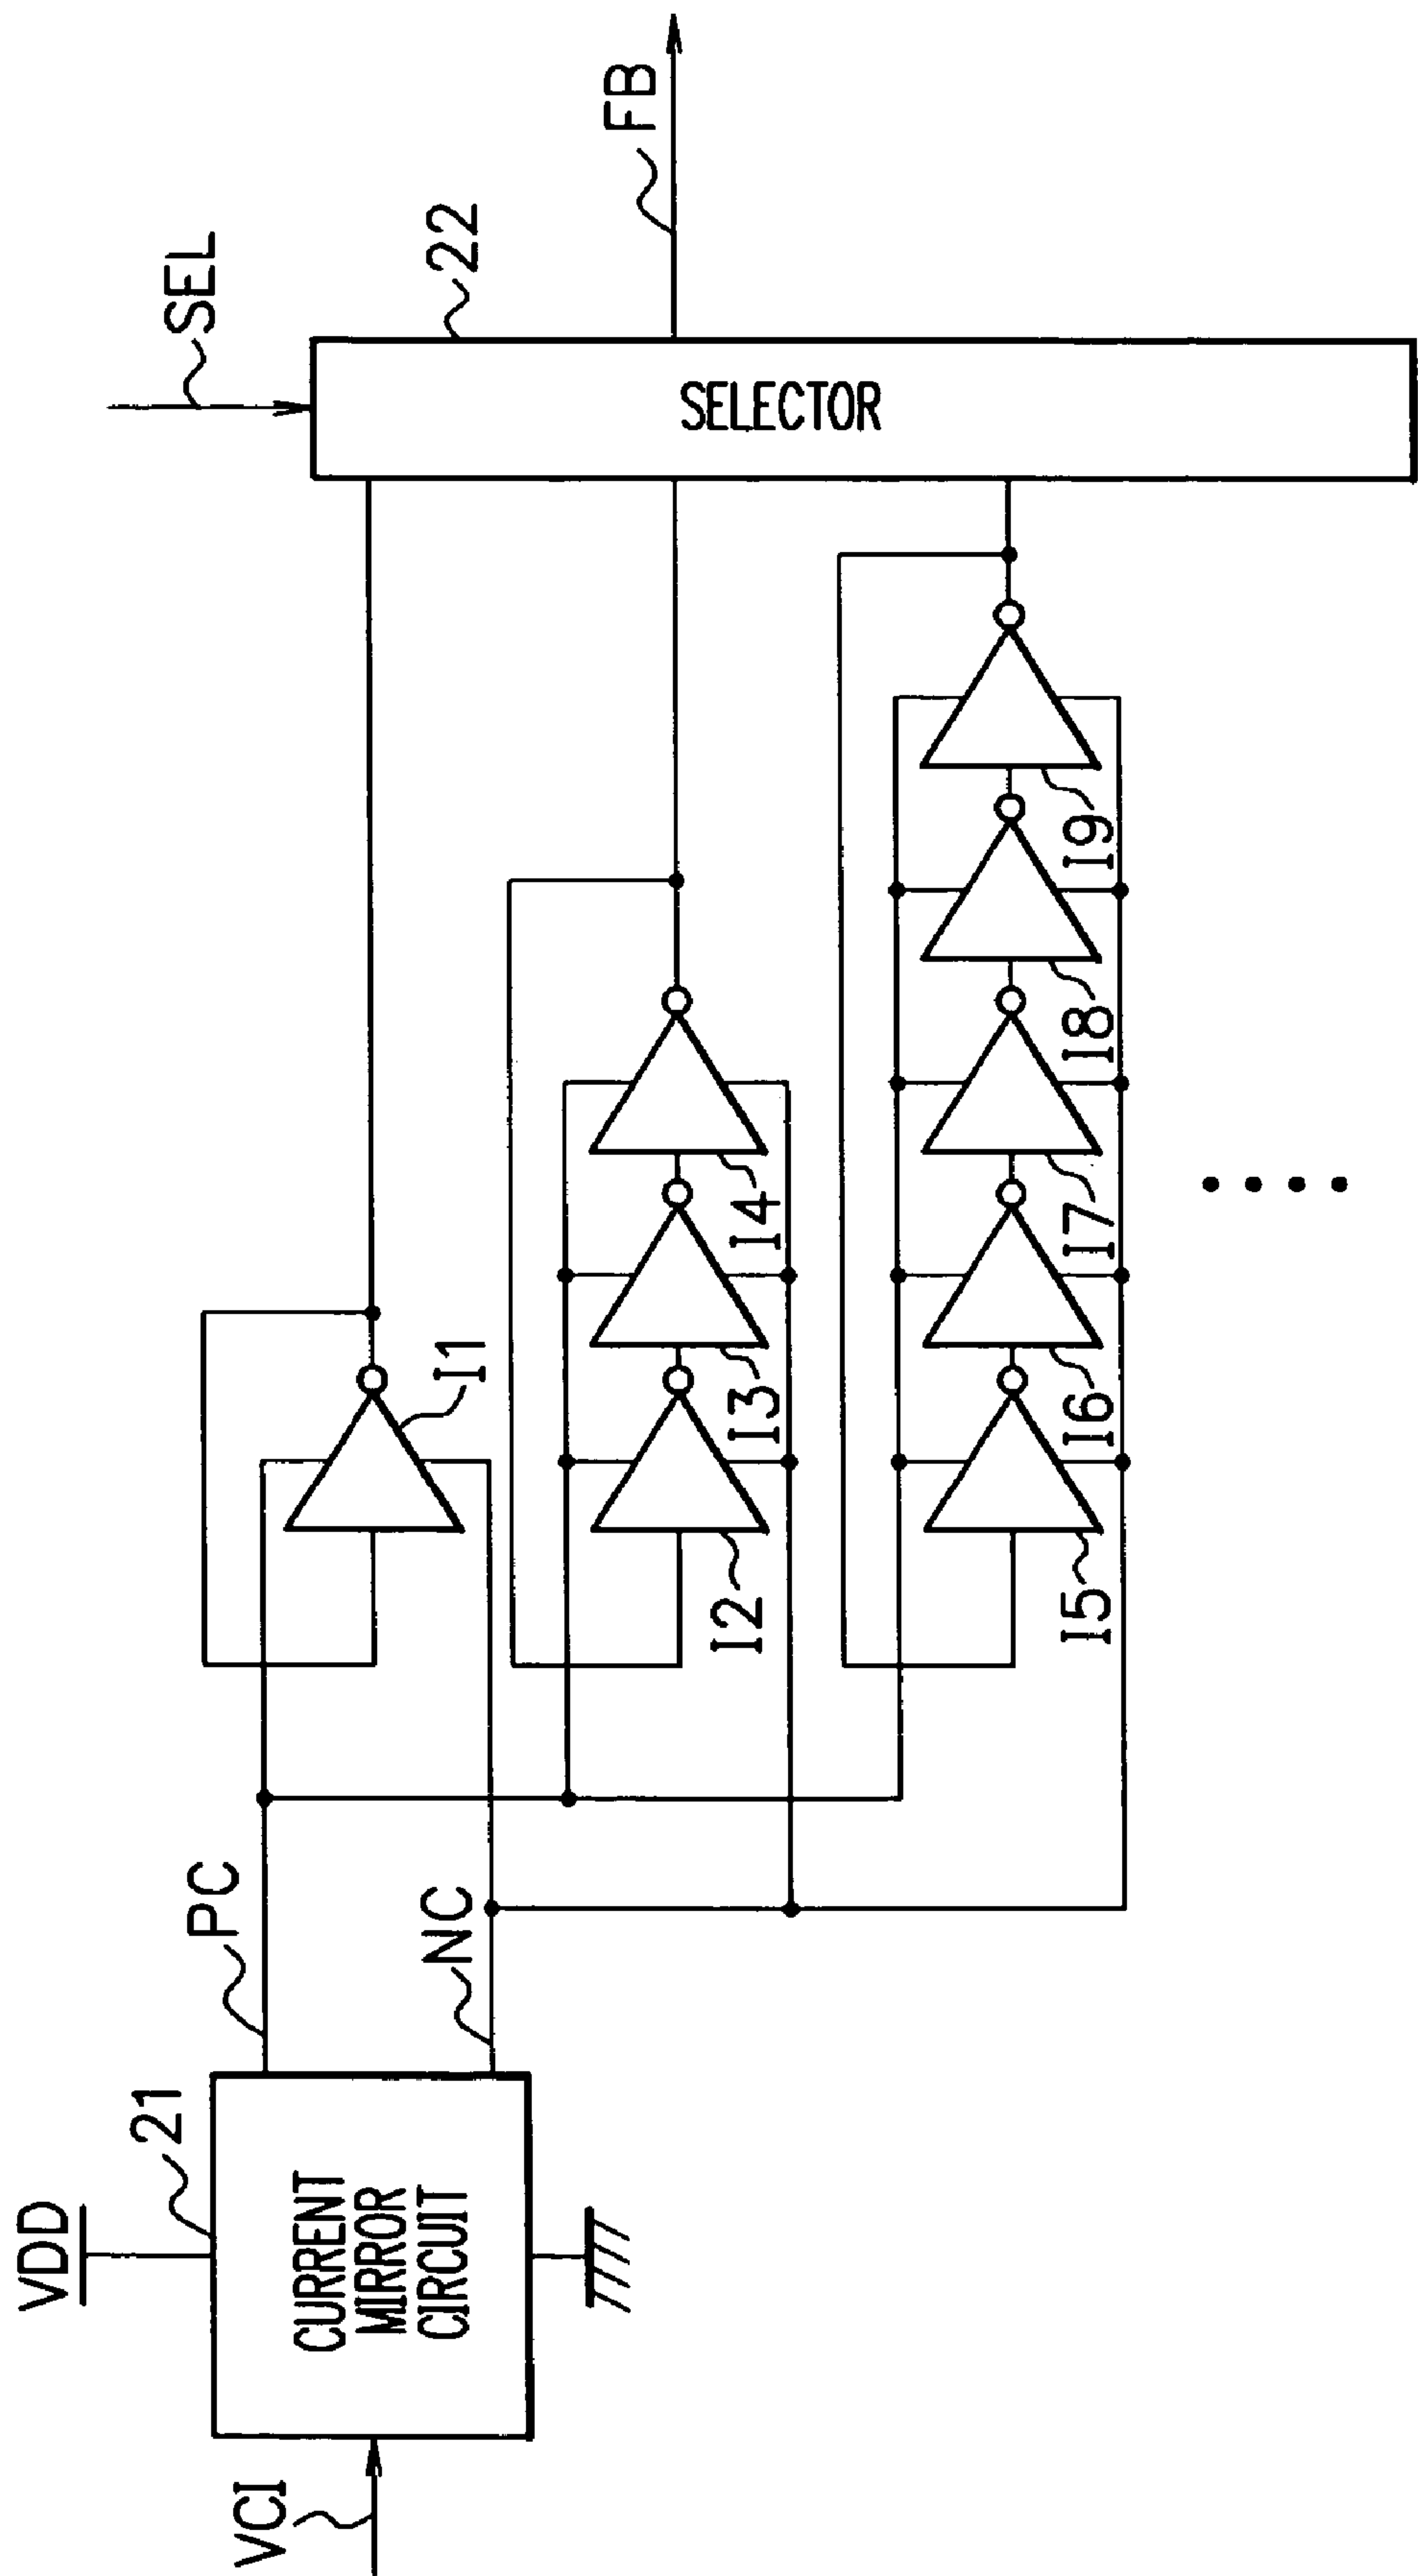 VCI
VDD
21
CURRENT
MIRROR
CIRCUIT
PC
NC
I1
I2
I3
I4
I5
I6
I7
I8
I9
SEL
22
SELECTOR
FB